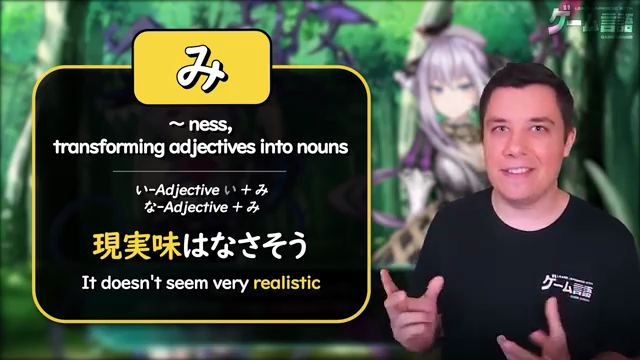 み
～ ness,
transforming adjectives into nouns
い-Adjective い + み
な-Adjective + み
現実味はなさそう
It doesn't seem very realistic
ゲーム言語
ゲーム言語